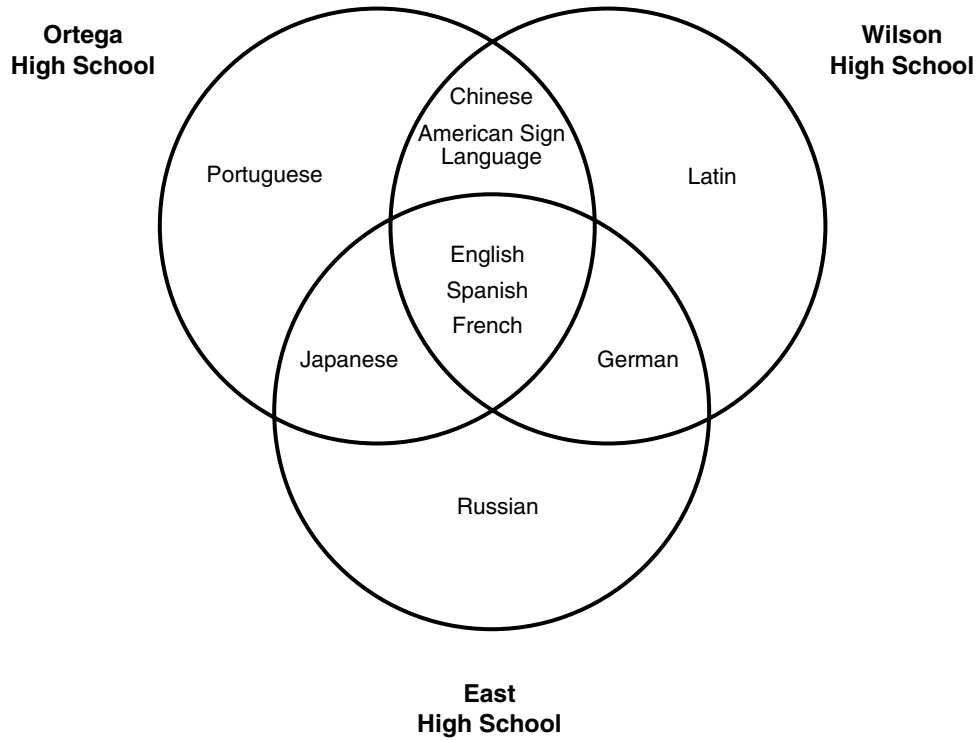 Ortega
High School
Wilson
High School
Chinese
American Sign
Language
Portuguese
Latin
English
Spanish
French
Japanese
German
Russian
East
High School